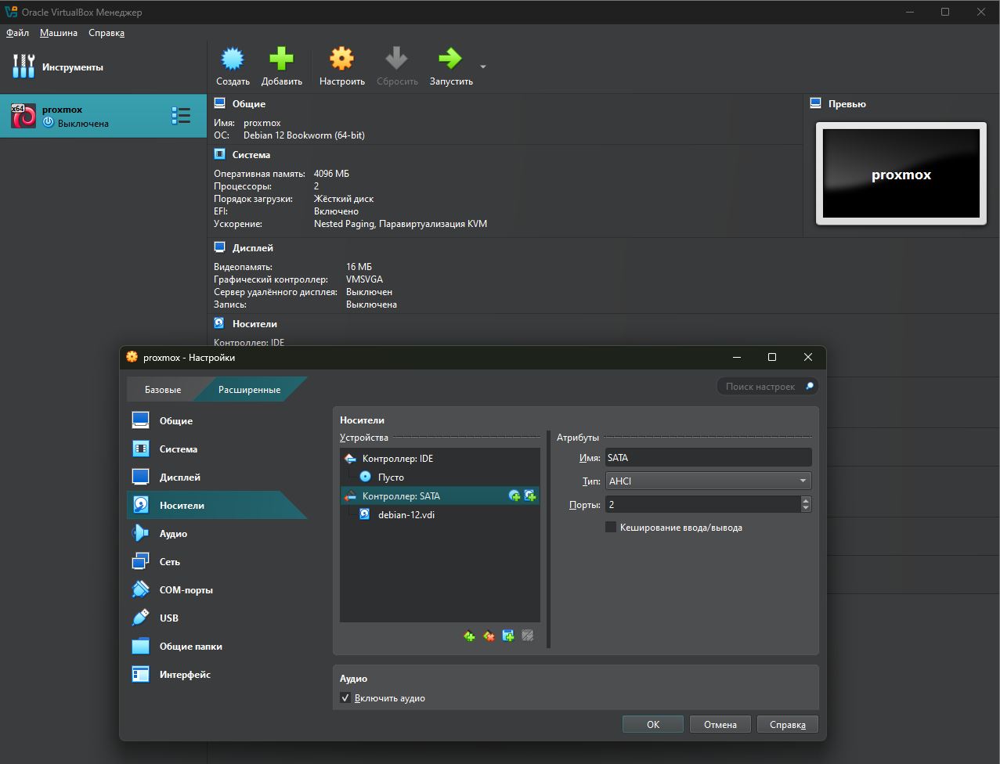 Oracle VirtualBox Менеджер
Файл Машина Справка
Инструменты
Создать Добавить Настроить Сбросить Запустить
x64
proxmox
Выключена
Общие
Имя: proxmox
ОС: Debian 12 Bookworm (64-bit)
Система
Оперативная память: 4096 МБ
Процессоры: 2
Порядок загрузки: Жёсткий диск
EFI: Включено
Ускорение: Nested Paging, Паравиртуализация KVM
Превью
proxmox
Дисплей
Видеопамять: 16 МБ
Графический контроллер: VMSVGA
Сервер удалённого дисплея: Выключен
Запись: Выключена
Носители
Контроллер: IDE
proxmox - Настройки
Базовые Расширенные
Поиск настроек
Общие
Система
Дисплей
Носители
Аудио
Сеть
COM-порты
USB
Общие папки
Интерфейс
Носители
Устройства
Контроллер: IDE
Пусто
Контроллер: SATA
debian-12.vdi
Атрибуты
Имя: SATA
Тип: AHCI
Порты: 2
Кеширование ввода/вывода
Аудио
Включить аудио
OK Отмена Справка